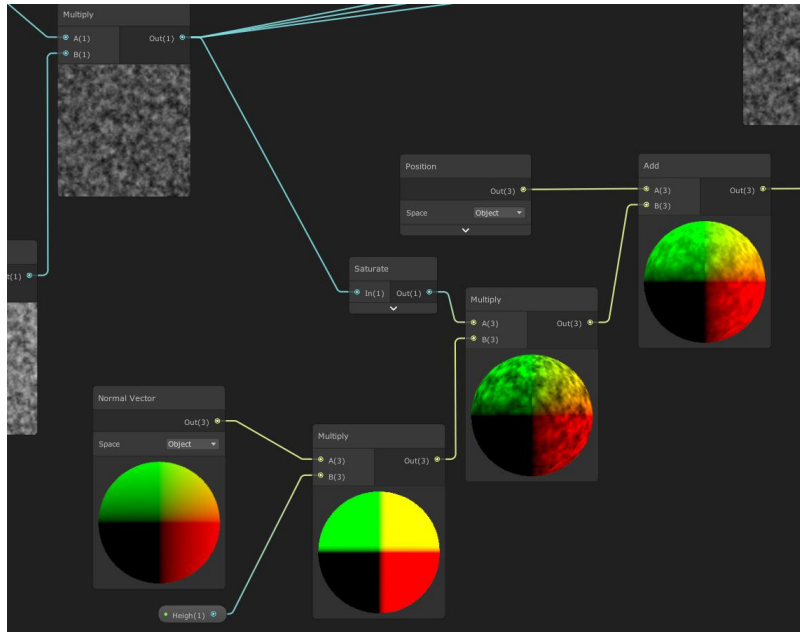 Multiply
A(1) Out(1)
B(1)
Position
Out(3)
Space Object
Add
A(3) Out(3)
B(3)
t(1)
Saturate
In(1) Out(1)
Multiply
A(3) Out(3)
B(3)
Normal Vector
Out(3)
Space Object
Multiply
A(3) Out(3)
B(3)
Heigh(1)